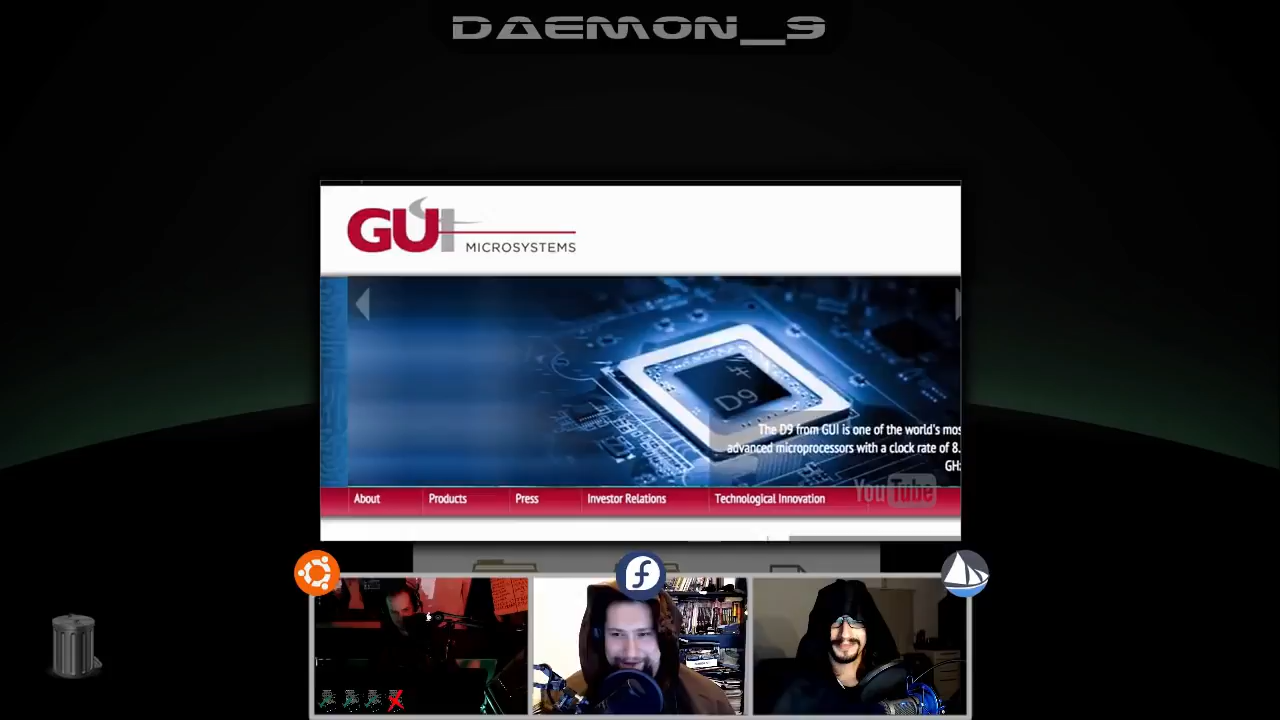 DAEMON_9
GUI
MICROSYSTEMS
D9
The D9 from GUI is one of the world's mos
advanced microprocessors with a clock rate of 8.
GHz
About Products Press Investor Relations Technological Innovation
YouTube